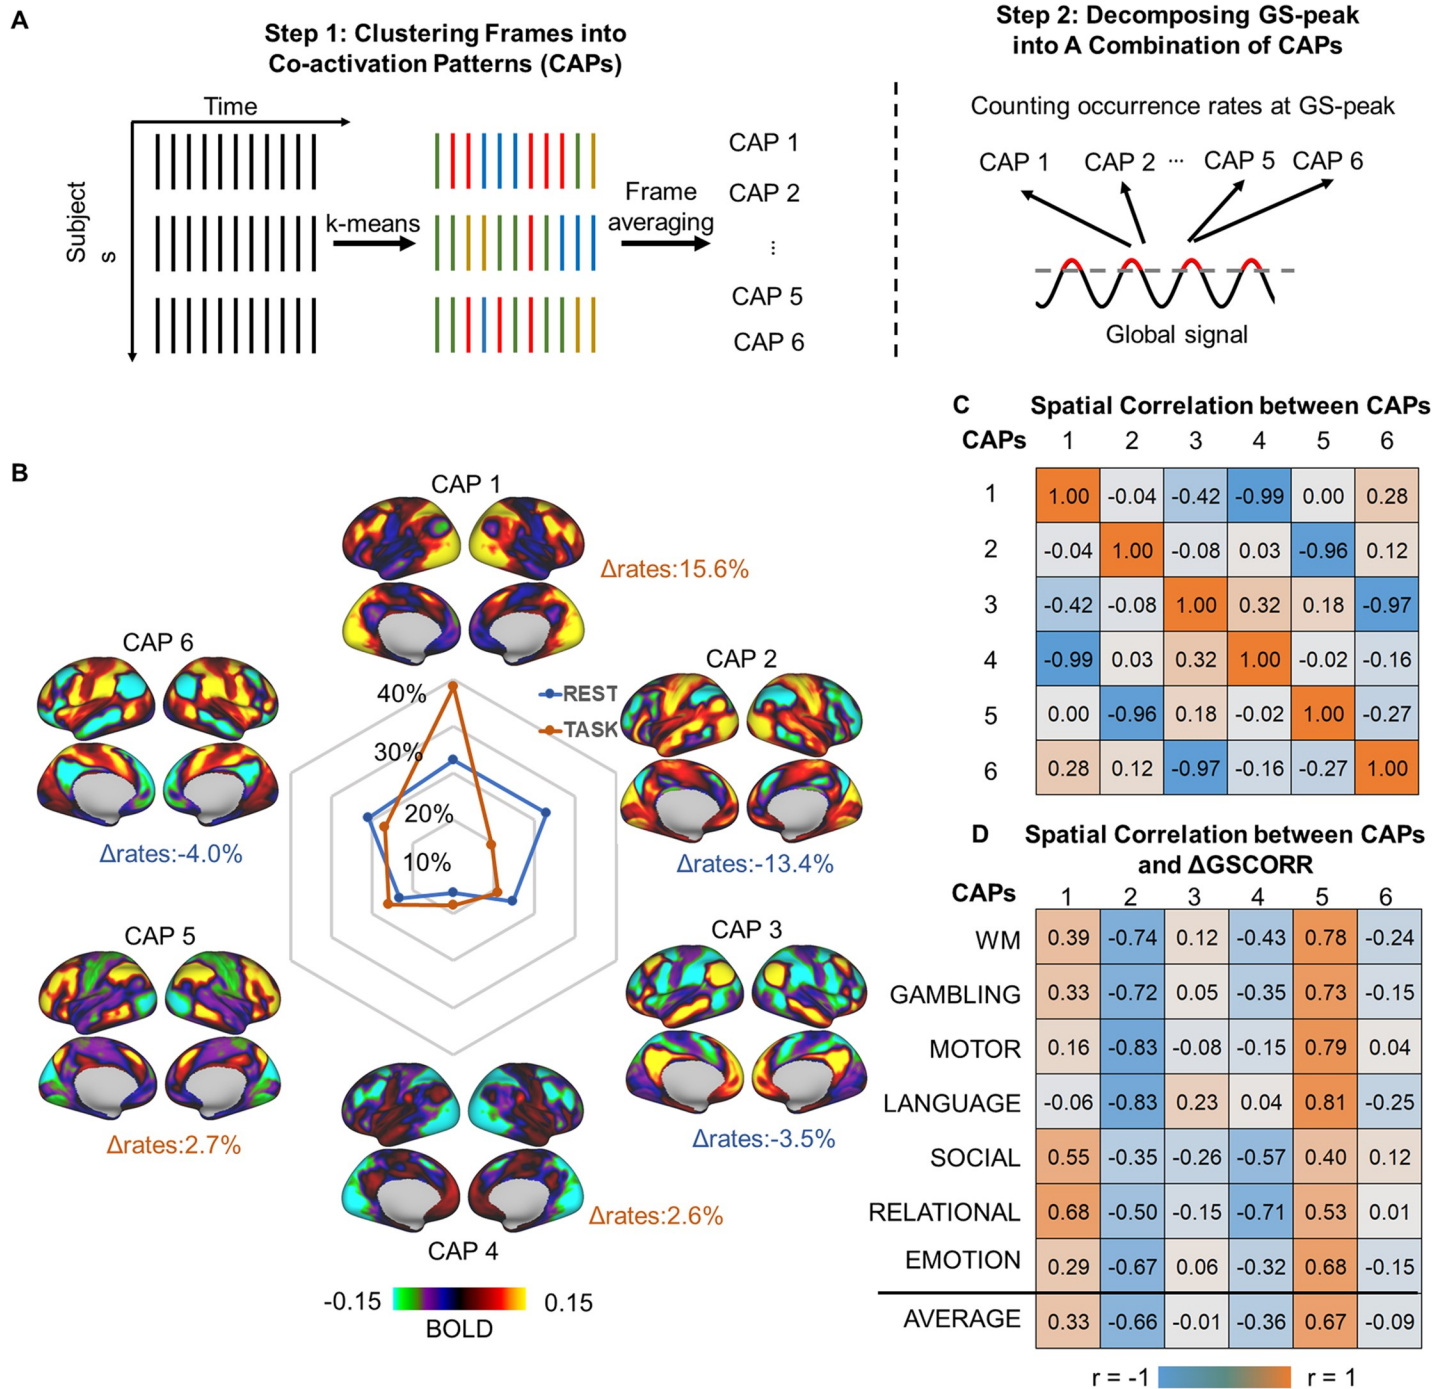 A
Step 1: Clustering Frames into
Co-activation Patterns (CAPs)
Time
Subject
s
k-means
Frame
averaging
CAP 1
CAP 2
...
CAP 5
CAP 6
Step 2: Decomposing GS-peak
into A Combination of CAPs
Counting occurrence rates at GS-peak
CAP 1 CAP 2 ... CAP 5 CAP 6
Global signal
B
CAP 1
Δrates:15.6%
CAP 6
Δrates:-4.0%
CAP 2
Δrates:-13.4%
REST
TASK
40%
30%
20%
10%
CAP 5
Δrates:2.7%
CAP 3
Δrates:-3.5%
CAP 4
Δrates:2.6%
-0.15 0.15
BOLD
C Spatial Correlation between CAPs
CAPs 1 2 3 4 5 6
1 1.00 -0.04 -0.42 -0.99 0.00 0.28
2 -0.04 1.00 -0.08 0.03 -0.96 0.12
3 -0.42 -0.08 1.00 0.32 0.18 -0.97
4 -0.99 0.03 0.32 1.00 -0.02 -0.16
5 0.00 -0.96 0.18 -0.02 1.00 -0.27
6 0.28 0.12 -0.97 -0.16 -0.27 1.00
D Spatial Correlation between CAPs
and ΔGSCORR
CAPs 1 2 3 4 5 6
WM 0.39 -0.74 0.12 -0.43 0.78 -0.24
GAMBLING 0.33 -0.72 0.05 -0.35 0.73 -0.15
MOTOR 0.16 -0.83 -0.08 -0.15 0.79 0.04
LANGUAGE -0.06 -0.83 0.23 0.04 0.81 -0.25
SOCIAL 0.55 -0.35 -0.26 -0.57 0.40 0.12
RELATIONAL 0.68 -0.50 -0.15 -0.71 0.53 0.01
EMOTION 0.29 -0.67 0.06 -0.32 0.68 -0.15
AVERAGE 0.33 -0.66 -0.01 -0.36 0.67 -0.09
r = -1 r = 1